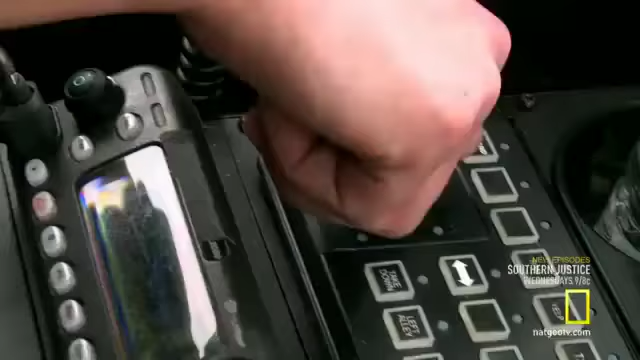 TAKE
DOWN
LEFT
ALLEY
NEW EPISODES
SOUTHERN JUSTICE
WEDNESDAYS 9/8c
natgeotv.com